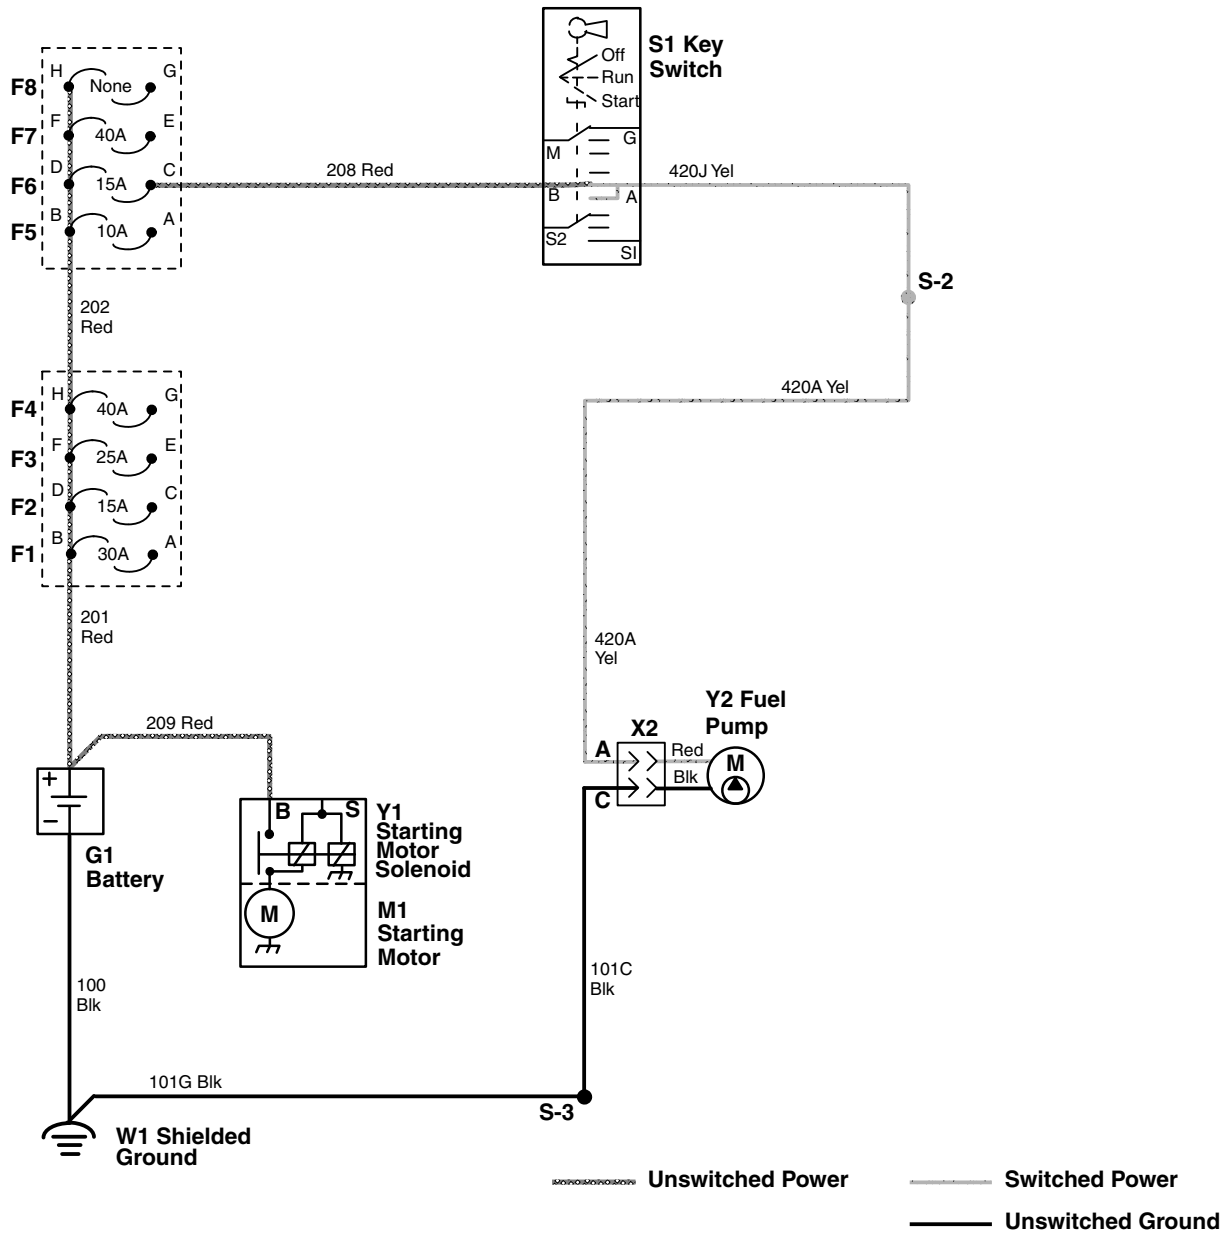 S1 Key
Switch
Off
Run
Start
M
G
B
A
S2
SI
H
G
F8
None
F
E
F7
40A
D
C
F6
15A
B
A
F5
10A
208 Red
420J Yel
S-2
202
Red
420A Yel
H
G
F4
40A
F
E
F3
25A
D
C
F2
15A
B
A
F1
30A
201
Red
420A
Yel
209 Red
Y2 Fuel
Pump
X2
A
Red
M
C
Blk
+
−
G1
Battery
B
S
Y1
Starting
Motor
Solenoid
M
M1
Starting
Motor
100
Blk
101C
Blk
101G Blk
S-3
W1 Shielded
Ground
Unswitched Power
Switched Power
Unswitched Ground